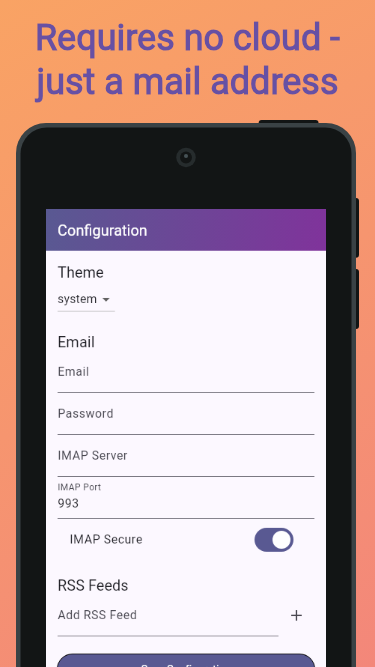 Requires no cloud -
just a mail address
Configuration
Theme
system
Email
Email
Password
IMAP Server
IMAP Port
993
IMAP Secure
RSS Feeds
Add RSS Feed